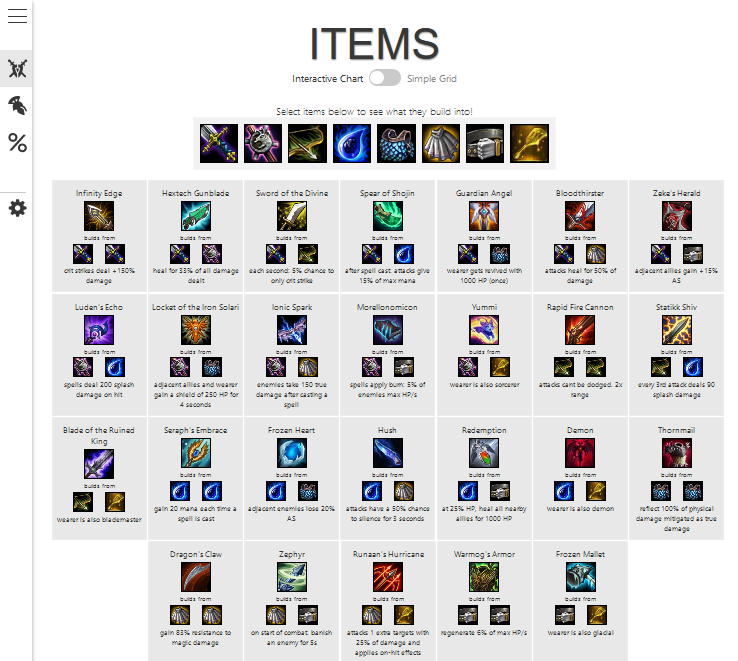 ITEMS
Interactive Chart Simple Grid
Select items below to see what they build into!
Infinity Edge
builds from
crit strikes deal +150%
damage
Hextech Gunblade
builds from
heal for 33% of all damage
dealt
Sword of the Divine
builds from
each second: 5% chance to
only crit strike
Spear of Shojin
builds from
after spell cast: attacks give
15% of max mana
Guardian Angel
builds from
wearer gets revived with
1000 HP (once)
Bloodthirster
builds from
attacks heal for 50% of
damage
Zeke's Herald
builds from
adjacent allies gain +15%
AS
Luden's Echo
builds from
spells deal 200 splash
damage on hit
Locket of the Iron Solari
builds from
adjacent allies and wearer
gain a shield of 250 HP for
4 seconds
Ionic Spark
builds from
enemies take 150 true
damage after casting a
spell
Morellonomicon
builds from
spells apply burn: 5% of
enemies max HP/s
Yummi
builds from
wearer is also sorcerer
Rapid Fire Cannon
builds from
attacks cant be dodged. 2x
range
Statikk Shiv
builds from
every 3rd attack deals 90
splash damage
Blade of the Ruined
King
builds from
wearer is also blademaster
Seraph's Embrace
builds from
gain 20 mana each time a
spell is cast
Frozen Heart
builds from
adjacent enemies lose 20%
AS
Hush
builds from
attacks have a 50% chance
to silence for 3 seconds
Redemption
builds from
at 25% HP, heal all nearby
allies for 1000 HP
Demon
builds from
wearer is also demon
Thornmail
builds from
reflect 100% of physical
damage mitigated as true
damage
Dragon's Claw
builds from
gain 83% resistance to
magic damage
Zephyr
builds from
on start of combat: banish
an enemy for 5s
Runaan's Hurricane
builds from
attacks 1 extra targets with
25% of damage and
applies on-hit effects
Warmog's Armor
builds from
regenerate 6% of max HP/s
Frozen Mallet
builds from
wearer is also glacial